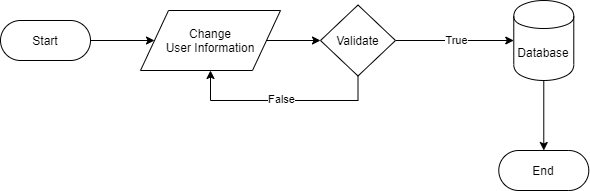 Start
Change
User Information
Validate
True
Database
False
End